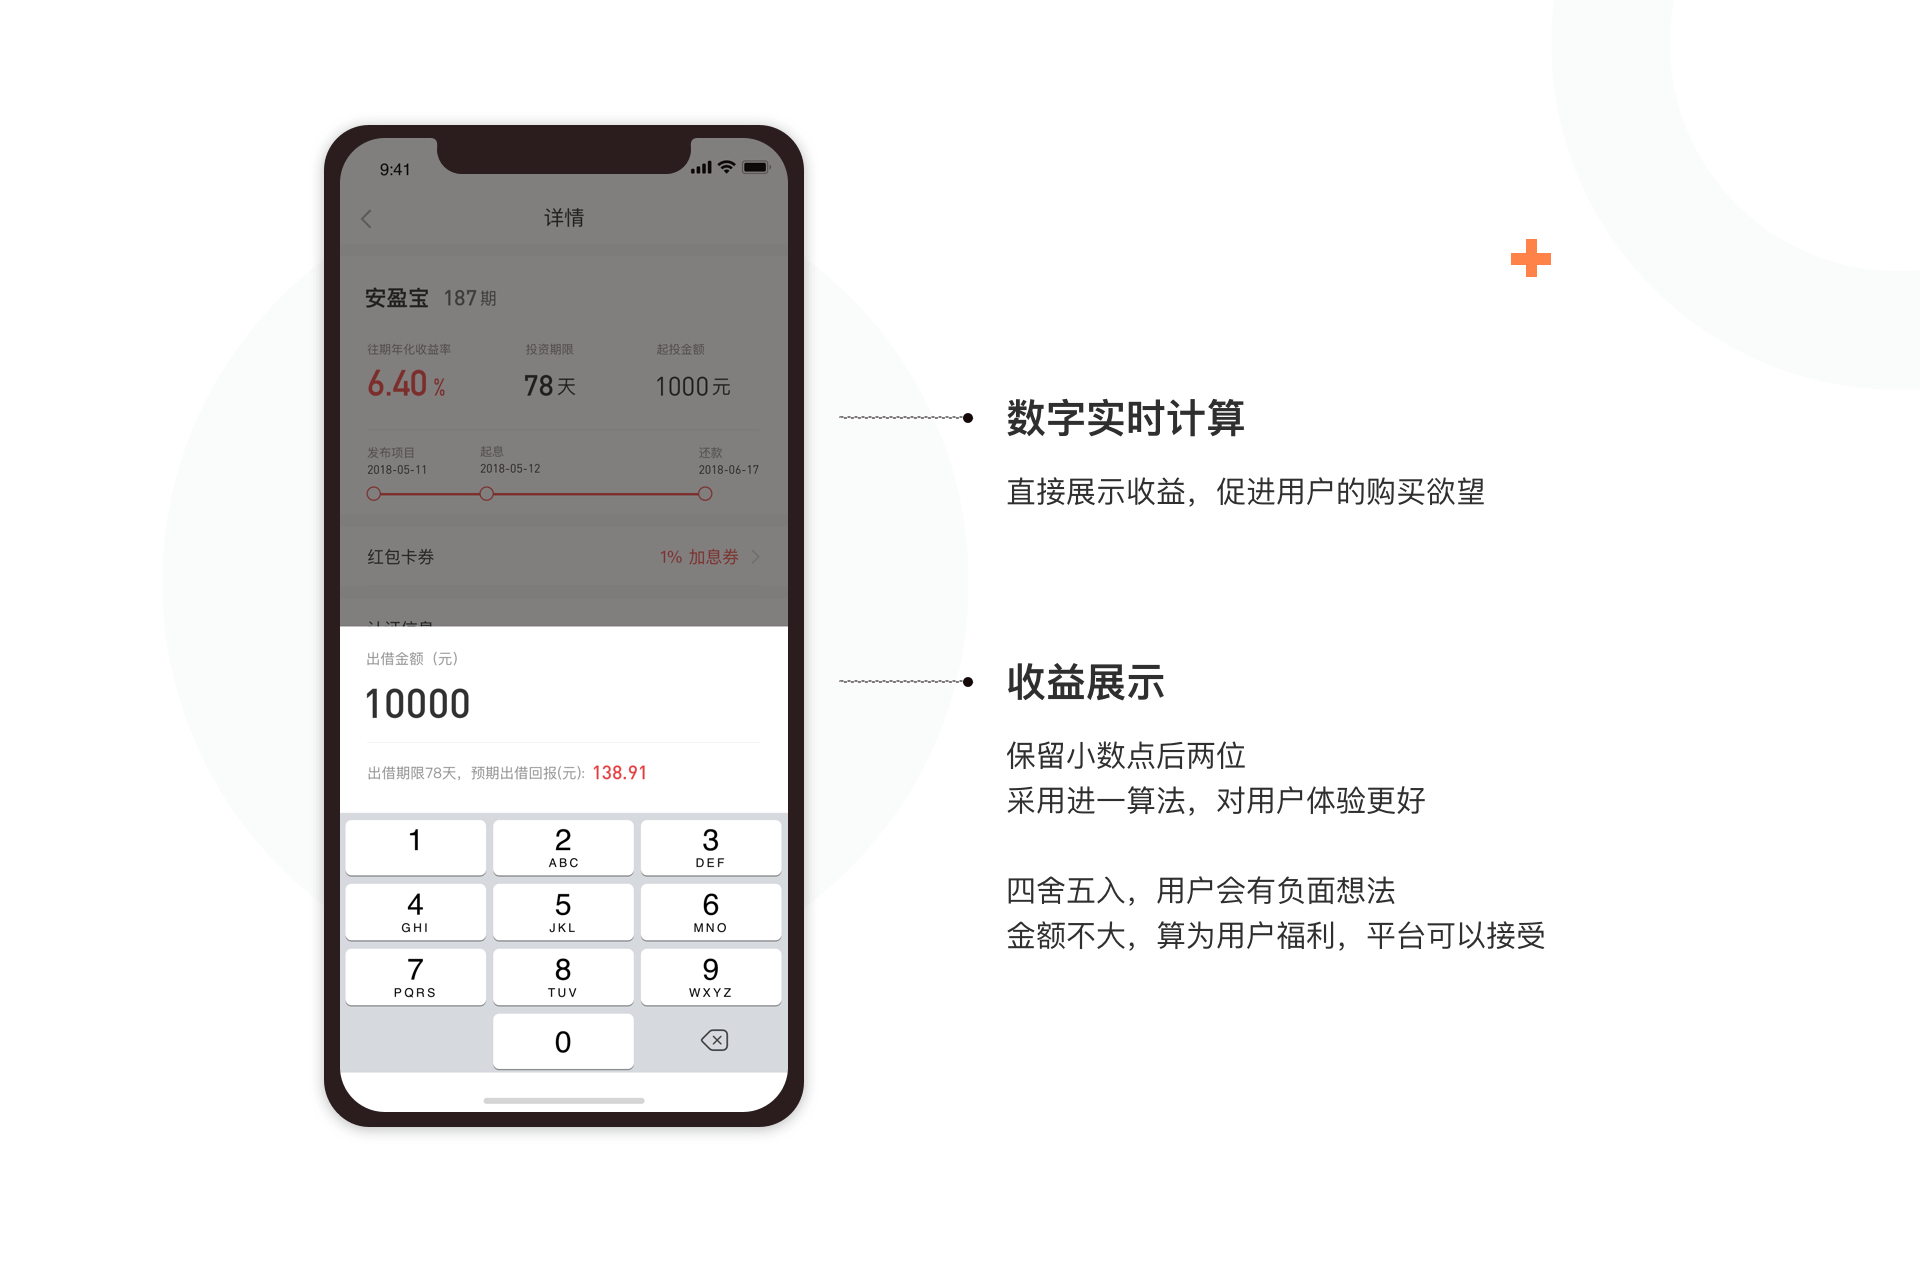 9:41
详情
安盈宝 187期
往期年化收益率 投资期限 起投金额
6.40 % 78天 1000元
发布项目 起息 还款
2018-05-11 2018-05-12 2018-06-17
红包卡券 1% 加息券
出借金额（元）
10000
出借期限78天，预期出借回报(元): 138.91
1 2 3
ABC DEF
4 5 6
GHI JKL MNO
7 8 9
PQRS TUV WXYZ
0
数字实时计算
直接展示收益，促进用户的购买欲望
收益展示
保留小数点后两位
采用进一算法，对用户体验更好
四舍五入，用户会有负面想法
金额不大，算为用户福利，平台可以接受